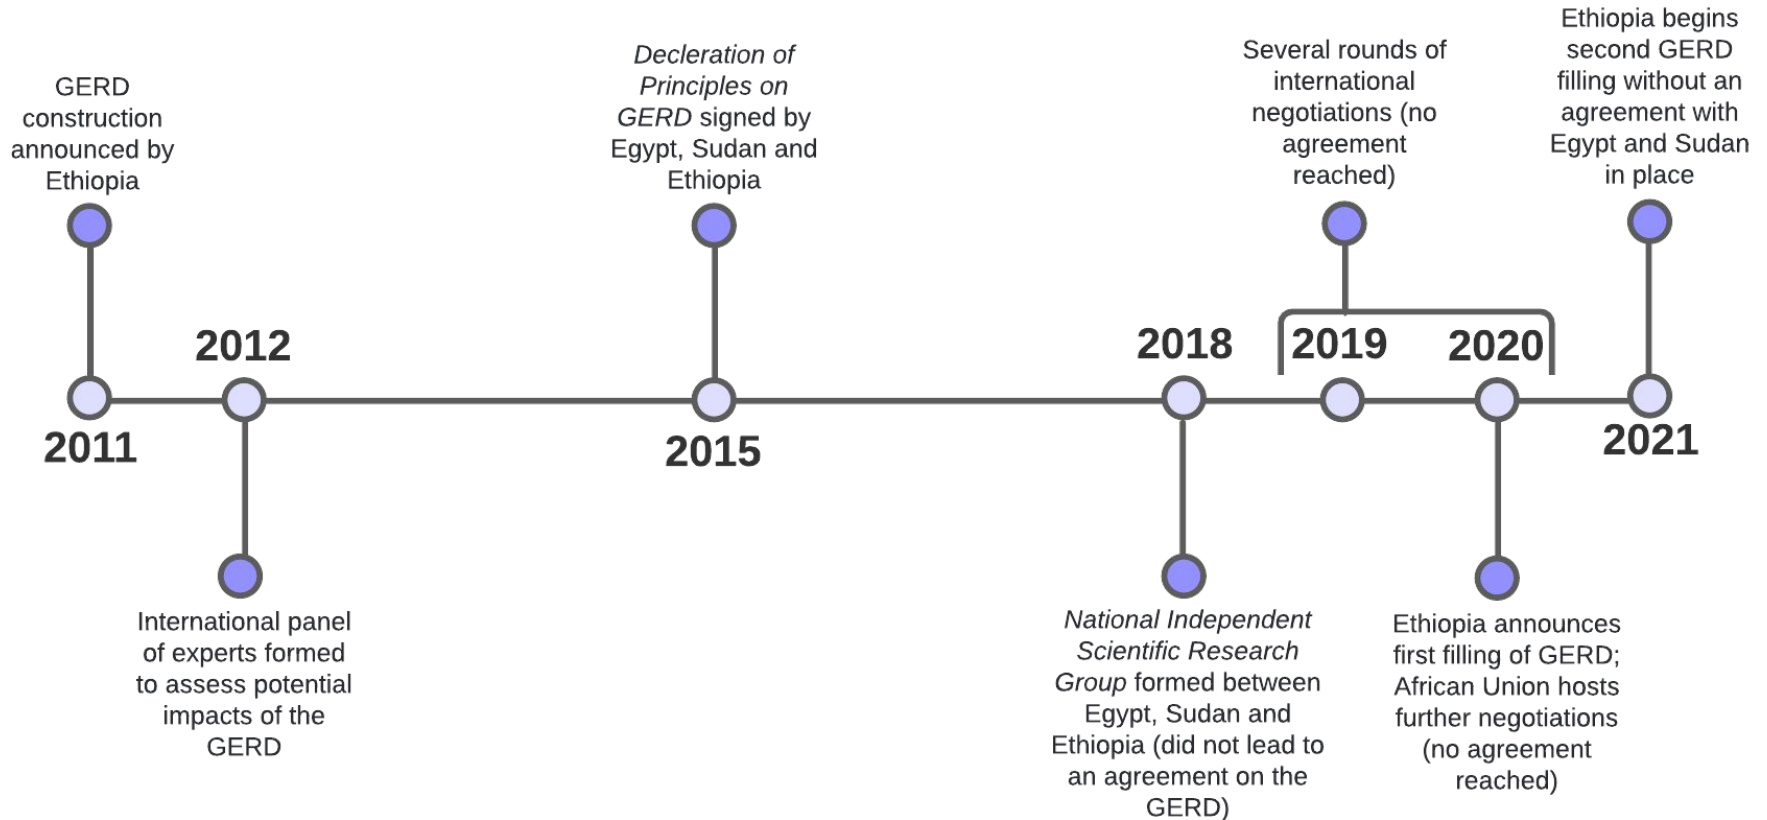 GERD
construction
announced by
Ethiopia
2011
2012
International panel
of experts formed
to assess potential
impacts of the
GERD
Decleration of
Principles on
GERD signed by
Egypt, Sudan and
Ethiopia
2015
2018
National Independent
Scientific Research
Group formed between
Egypt, Sudan and
Ethiopia (did not lead to
an agreement on the
GERD)
Several rounds of
international
negotiations (no
agreement
reached)
2019
2020
Ethiopia announces
first filling of GERD;
African Union hosts
further negotiations
(no agreement
reached)
Ethiopia begins
second GERD
filling without an
agreement with
Egypt and Sudan
in place
2021